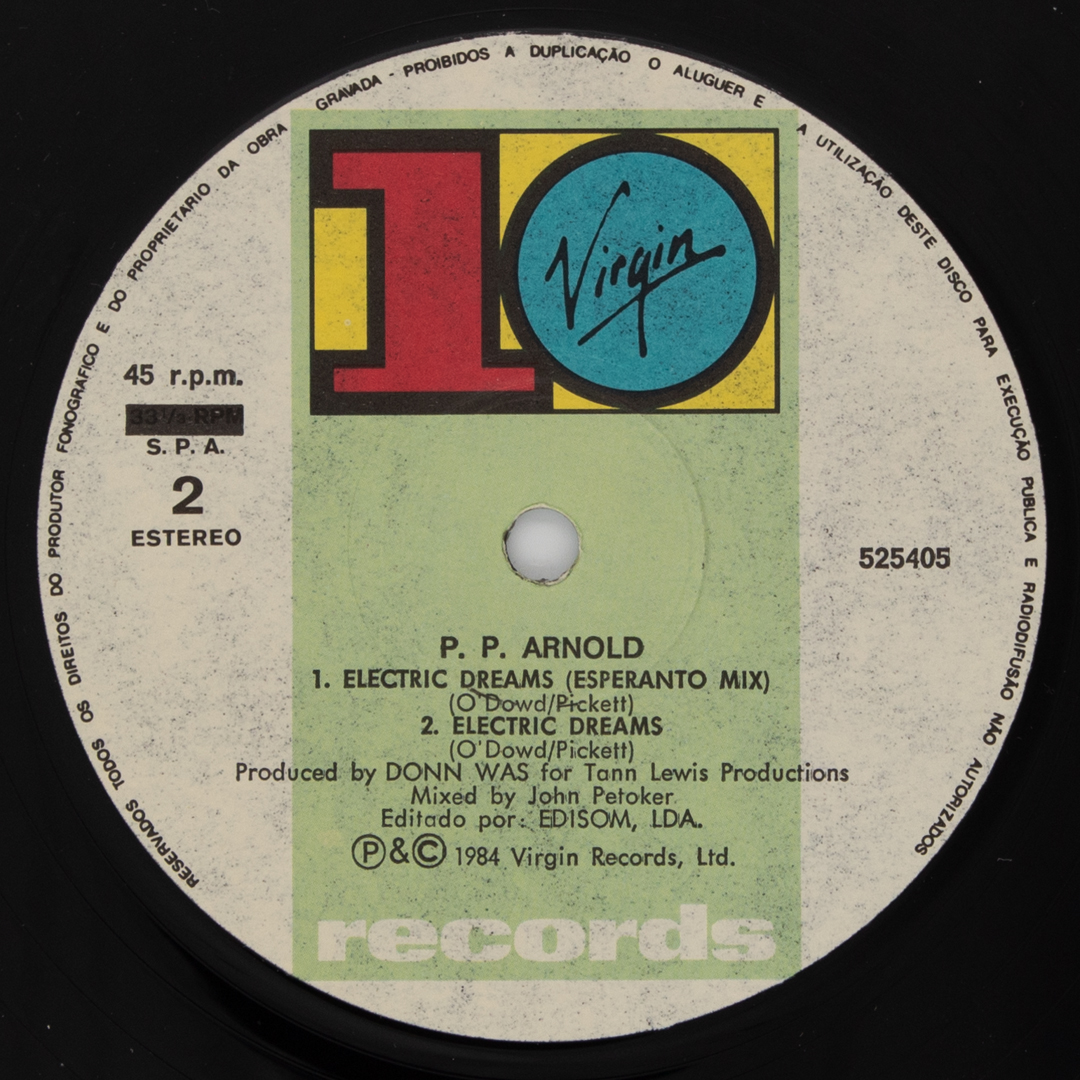 RESERVADOS TODOS OS DIREITOS DO PRODUTOR FONOGRAFICO E DO PROPRIETARIO DA OBRA GRAVADA - PROIBIDOS A DUPLICAÇÃO O ALUGUER E A UTILIZAÇÃO DESTE DISCO PARA EXECUÇÃO PUBLICA E RADIODIFUSÃO NÃO AUTORIZADOS
10
Virgin
45 r.p.m.
33 1/3 RPM
S. P. A.
2
ESTEREO
525405
P. P. ARNOLD
1. ELECTRIC DREAMS (ESPERANTO MIX)
(O'Dowd/Pickett)
2. ELECTRIC DREAMS
(O'Dowd/Pickett)
Produced by DONN WAS for Tann Lewis Productions
Mixed by John Petoker
Editado por: EDISOM, LDA.
Ⓟ&© 1984 Virgin Records, Ltd.
records